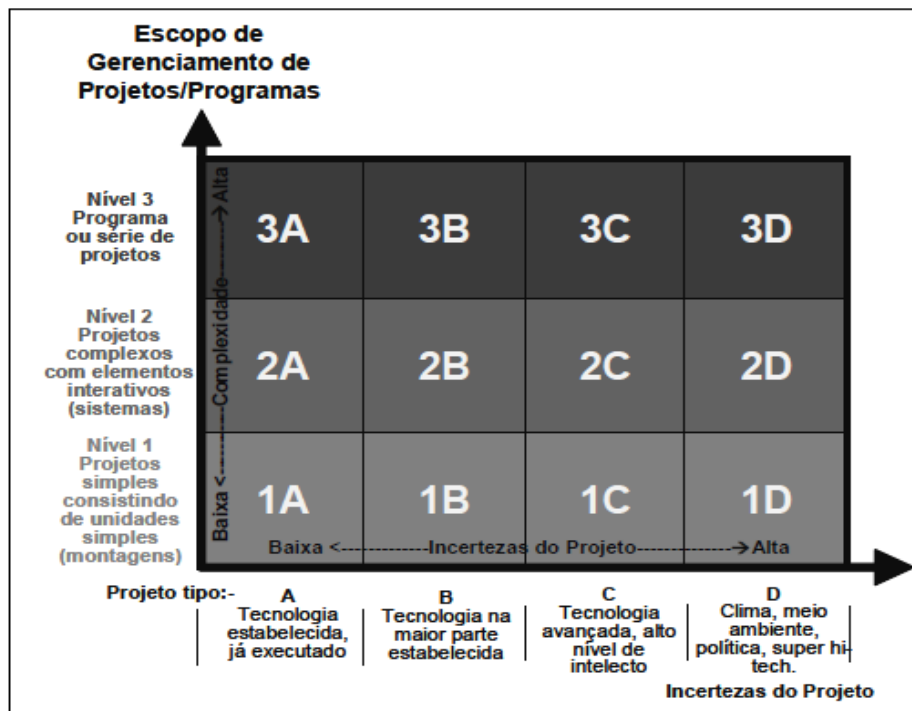 Escopo de
Gerenciamento de
Projetos/Programas
Nível 3
Programa
ou série de
projetos
Nível 2
Projetos
complexos
com elementos
interativos
(sistemas)
Nível 1
Projetos
simples
consistindo
de unidades
simples
(montagens)
Baixa <-----------Complexidade--------→Alta
3A 3B 3C 3D
2A 2B 2C 2D
1A 1B 1C 1D
Baixa <-------------Incertezas do Projeto--------------→Alta
Projeto tipo:-
A
Tecnologia
estabelecida,
já executado
B
Tecnologia na
maior parte
estabelecida
C
Tecnologia
avançada, alto
nível de
intelecto
D
Clima, meio
ambiente,
política, super hi-
tech.
Incertezas do Projeto